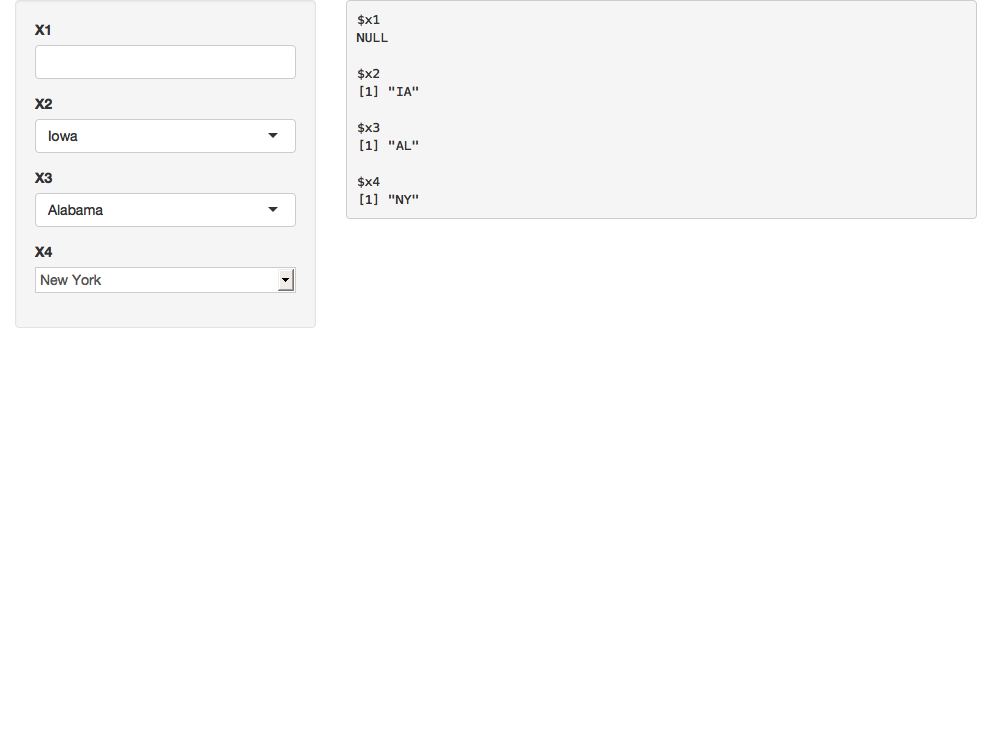 X1
X2
Iowa
X3
Alabama
X4
New York
$x1
NULL
$x2
[1] "IA"
$x3
[1] "AL"
$x4
[1] "NY"